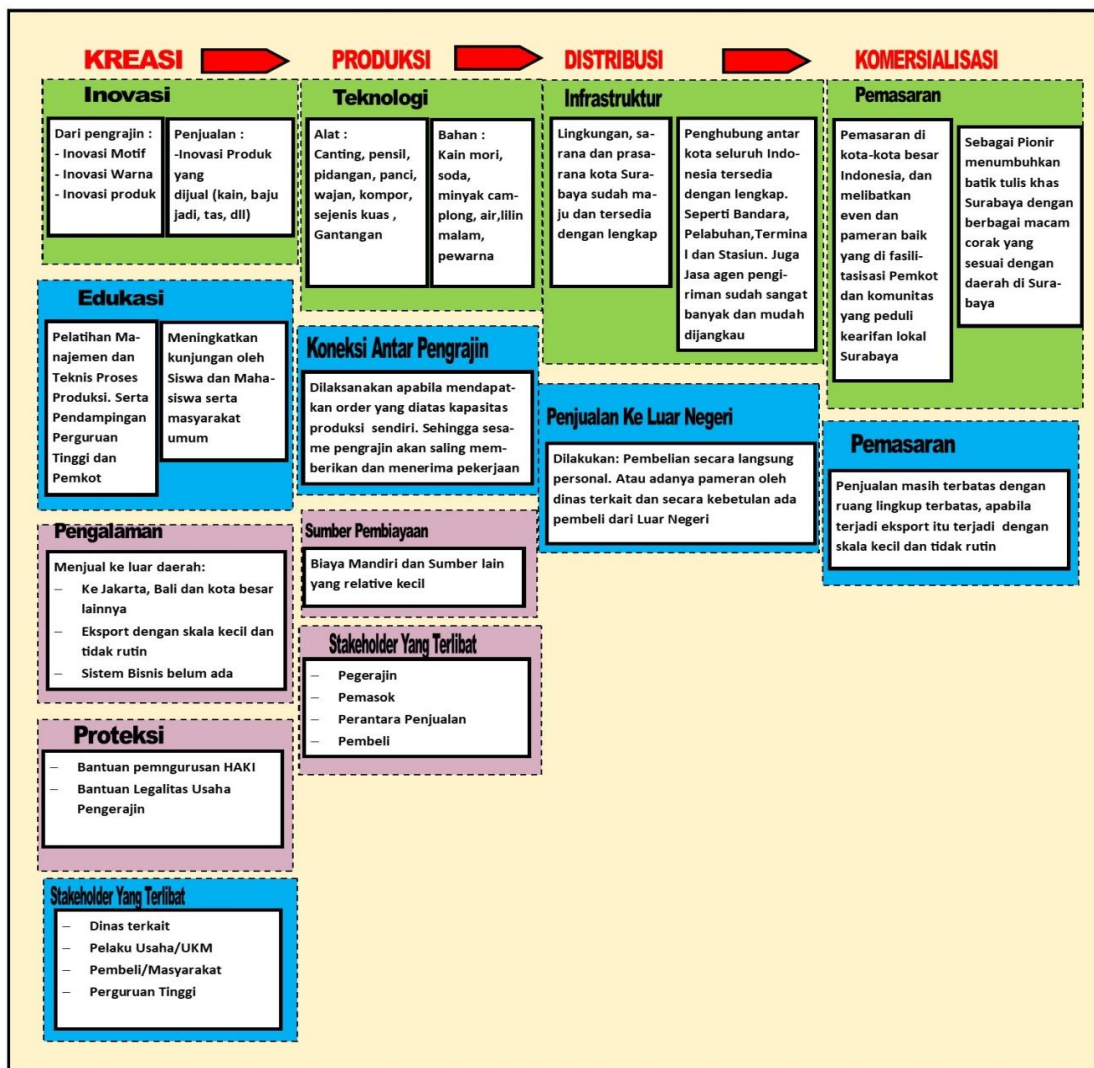 KREASI
PRODUKSI
DISTRIBUSI
KOMERSIALISASI
Inovasi
Dari pengrajin :
- Inovasi Motif
- Inovasi Warna
- Inovasi produk
Penjualan :
-Inovasi Produk
yang
dijual (kain, baju
jadi, tas, dll)
Edukasi
Pelatihan Ma-
najemen dan
Teknis Proses
Produksi. Serta
Pendampingan
Perguruan
Tinggi dan
Pemkot
Meningkatkan
kunjungan oleh
Siswa dan Maha-
siswa serta
masyarakat
umum
Pengalaman
Menjual ke luar daerah:
– Ke Jakarta, Bali dan kota besar
lainnya
– Eksport dengan skala kecil dan
tidak rutin
– Sistem Bisnis belum ada
Proteksi
– Bantuan pemngurusan HAKI
– Bantuan Legalitas Usaha
Pengerajin
Stakeholder Yang Terlibat
– Dinas terkait
– Pelaku Usaha/UKM
– Pembeli/Masyarakat
– Perguruan Tinggi
Teknologi
Alat :
Canting, pensil,
pidangan, panci,
wajan, kompor,
sejenis kuas ,
Gantangan
Bahan :
Kain mori,
soda,
minyak cam-
plong, air,lilin
malam,
pewarna
Koneksi Antar Pengrajin
Dilaksanakan apabila mendapat-
kan order yang diatas kapasitas
produksi sendiri. Sehingga sesa-
me pengrajin akan saling mem-
berikan dan menerima pekerjaan
Sumber Pembiayaan
Biaya Mandiri dan Sumber lain
yang relative kecil
Stakeholder Yang Terlibat
– Pegerajin
– Pemasok
– Perantara Penjualan
– Pembeli
Infrastruktur
Lingkungan, sa-
rana dan prasa-
rana kota Sura-
baya sudah ma-
ju dan tersedia
dengan lengkap
Penghubung antar
kota seluruh Indo-
nesia tersedia
dengan lengkap.
Seperti Bandara,
Pelabuhan,Termina
l dan Stasiun. Juga
Jasa agen pengi-
riman sudah sangat
banyak dan mudah
dijangkau
Penjualan Ke Luar Negeri
Dilakukan: Pembelian secara langsung
personal. Atau adanya pameran oleh
dinas terkait dan secara kebetulan ada
pembeli dari Luar Negeri
Pemasaran
Pemasaran di
kota-kota besar
Indonesia, dan
melibatkan
even dan
pameran baik
yang di fasili-
tasisasi Pemkot
dan komunitas
yang peduli
kearifan lokal
Surabaya
Sebagai Pionir
menumbuhkan
batik tulis khas
Surabaya dengan
berbagai macam
corak yang
sesuai dengan
daerah di Sura-
baya
Pemasaran
Penjualan masih terbatas dengan
ruang lingkup terbatas, apabila
terjadi eksport itu terjadi dengan
skala kecil dan tidak rutin